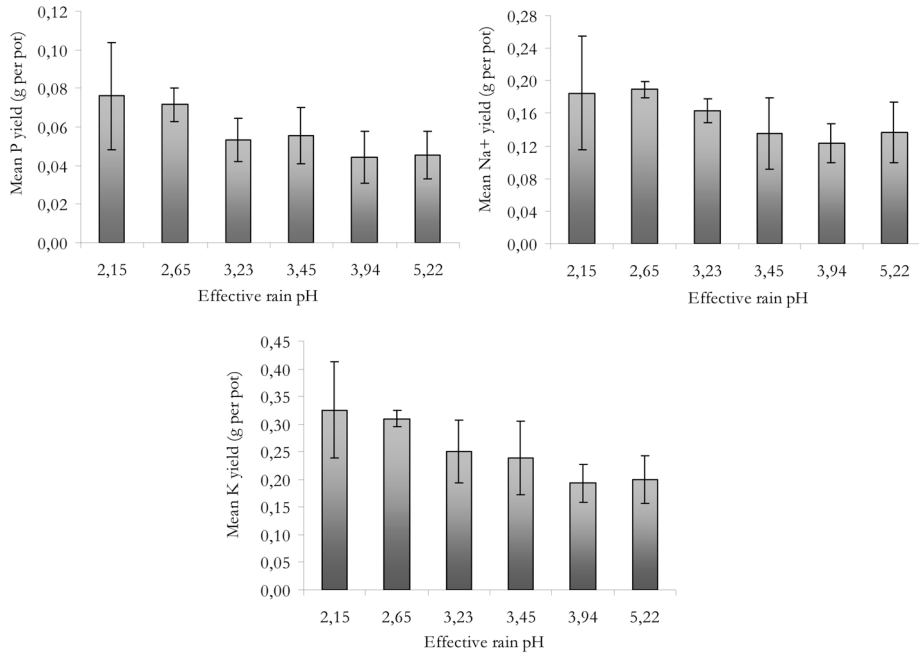 Mean P yield (g per pot)
0,12
0,10
0,08
0,06
0,04
0,02
0,00
2,15 2,65 3,23 3,45 3,94 5,22
Effective rain pH
Mean Na+ yield (g per pot)
0,28
0,24
0,20
0,16
0,12
0,08
0,04
0,00
2,15 2,65 3,23 3,45 3,94 5,22
Effective rain pH
Mean K yield (g per pot)
0,45
0,40
0,35
0,30
0,25
0,20
0,15
0,10
0,05
0,00
2,15 2,65 3,23 3,45 3,94 5,22
Effective rain pH